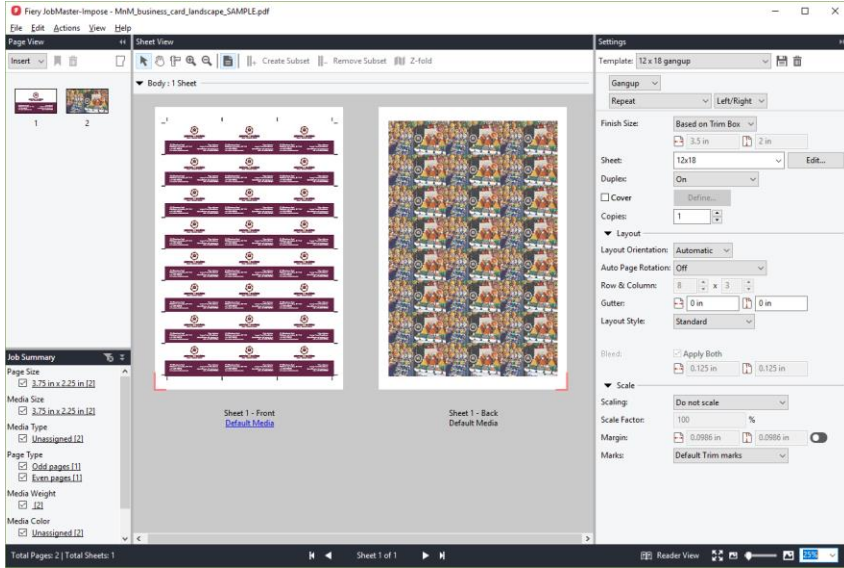 Fiery JobMaster-Impose - MnM_business_card_landscape_SAMPLE.pdf
File Edit Actions View Help
Page View
Sheet View
Settings
Insert
Create Subset
Remove Subset
Z-fold
Template: 12 x 18 gangup
Body : 1 Sheet
Gangup
Repeat
Left/Right
1
2
Finish Size: Based on Trim Box
3.5 in
2 in
Sheet: 12x18
Edit...
Duplex: On
Cover
Define...
Copies: 1
Layout
Layout Orientation: Automatic
Auto Page Rotation: Off
Row & Column: 8 x 3
Gutter: 0 in 0 in
Layout Style: Standard
Bleed: Apply Both
0.125 in 0.125 in
Scale
Scaling: Do not scale
Scale Factor: 100 %
Margin: 0.0986 in 0.0986 in
Marks: Default Trim marks
Job Summary
Page Size
3.75 in x 2.25 in [2]
Media Size
3.75 in x 2.25 in [2]
Media Type
Unassigned [2]
Page Type
Odd pages [1]
Even pages [1]
Media Weight
[2]
Media Color
Unassigned [2]
Sheet 1 - Front
Default Media
Sheet 1 - Back
Default Media
Total Pages: 2 | Total Sheets: 1
Sheet 1 of 1
Reader View
25%